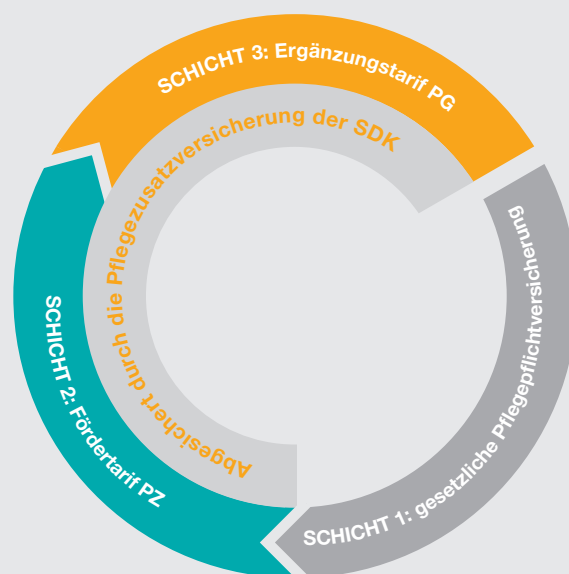 SCHICHT 3: Ergänzungstarif PG
Abgesichert durch die Pflegezusatzversicherung der SDK
SCHICHT 2: Fördertarif PZ
SCHICHT 1: gesetzliche Pflegepflichtversicherung